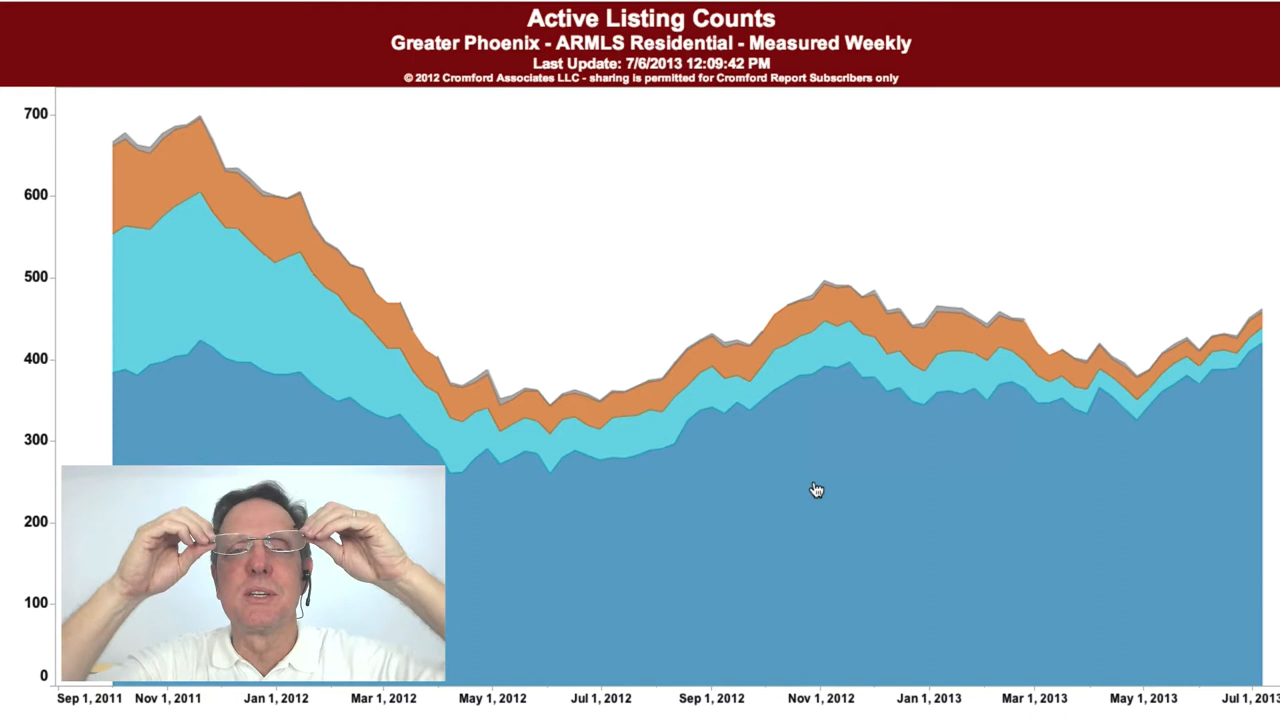 Active Listing Counts
Greater Phoenix - ARMLS Residential - Measured Weekly
Last Update: 7/6/2013 12:09:42 PM
© 2012 Cromford Associates LLC - sharing is permitted for Cromford Report Subscribers only
700
600
500
400
300
200
100
0
Sep 1, 2011 Nov 1, 2011 Jan 1, 2012 Mar 1, 2012 May 1, 2012 Jul 1, 2012 Sep 1, 2012 Nov 1, 2012 Jan 1, 2013 Mar 1, 2013 May 1, 2013 Jul 1, 2013